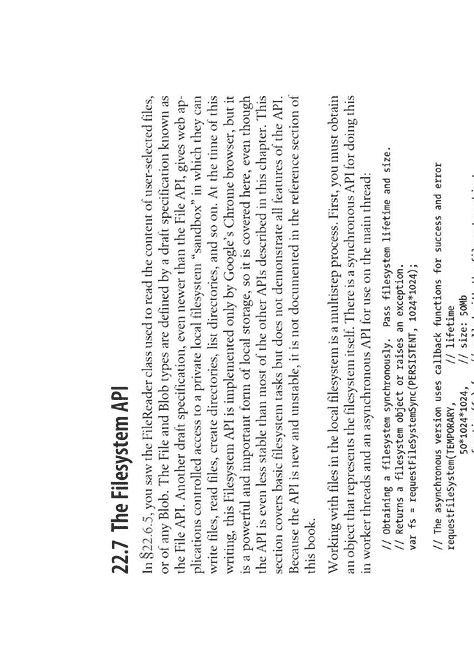 22.7 The Filesystem API
In §22.6.5, you saw the FileReader class used to read the content of user-selected files,
or of any Blob. The File and Blob types are defined by a draft specification known as
the File API. Another draft specification, even newer than the File API, gives web ap-
plications controlled access to a private local filesystem “sandbox” in which they can
write files, read files, create directories, list directories, and so on. At the time of this
writing, this Filesystem API is implemented only by Google’s Chrome browser, but it
is a powerful and important form of local storage, so it is covered here, even though
the API is even less stable than most of the other APIs described in this chapter. This
section covers basic filesystem tasks but does not demonstrate all features of the API.
Because the API is new and unstable, it is not documented in the reference section of
this book.
Working with files in the local filesystem is a multistep process. First, you must obtain
an object that represents the filesystem itself. There is a synchronous API for doing this
in worker threads and an asynchronous API for use on the main thread:
// Obtaining a filesystem synchronously. Pass filesystem lifetime and size.
// Returns a filesystem object or raises an exception.
var fs = requestFileSystemSync(PERSISTENT, 1024*1024);
// The asynchronous version uses callback functions for success and error
requestFileSystem(TEMPORARY, // lifetime
50*1024*1024, // size: 50Mb